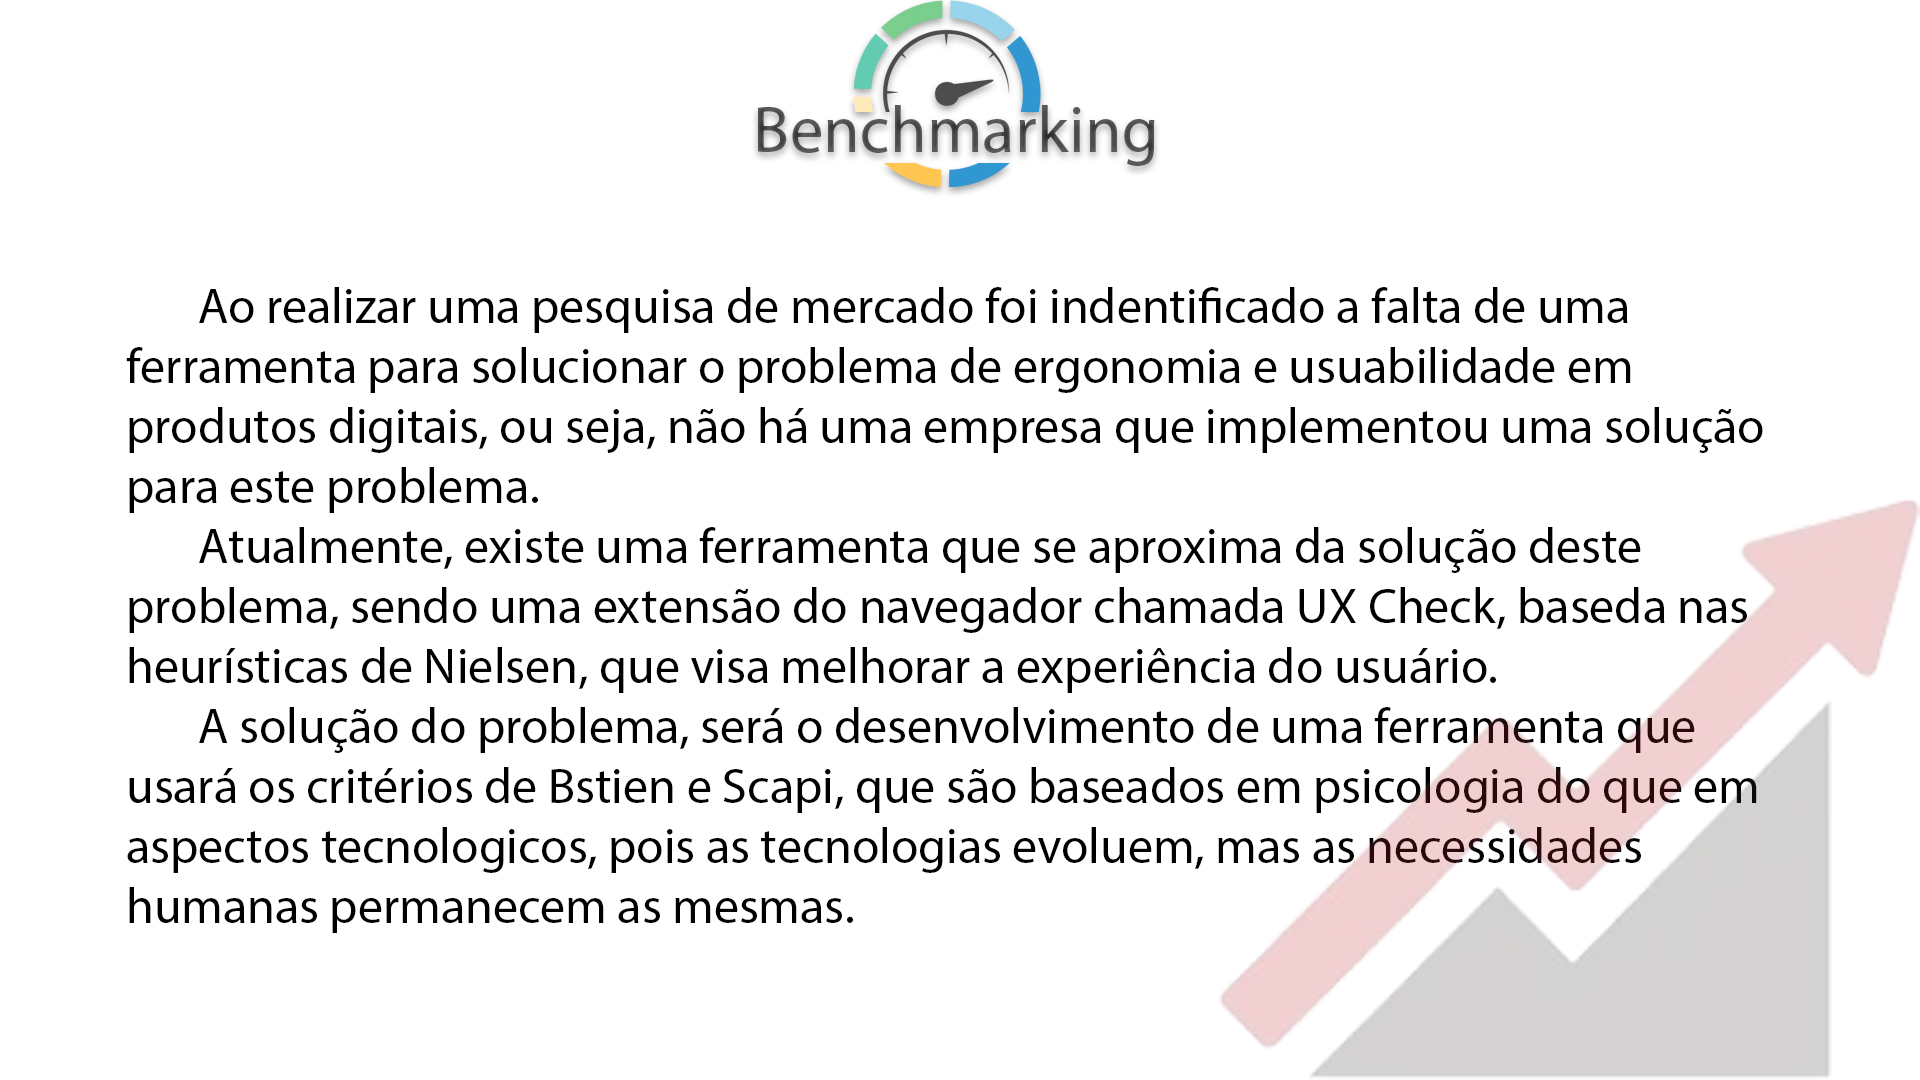 Benchmarking
Ao realizar uma pesquisa de mercado foi indentificado a falta de uma
ferramenta para solucionar o problema de ergonomia e usuabilidade em
produtos digitais, ou seja, não há uma empresa que implementou uma solução
para este problema.
Atualmente, existe uma ferramenta que se aproxima da solução deste
problema, sendo uma extensão do navegador chamada UX Check, baseda nas
heurísticas de Nielsen, que visa melhorar a experiência do usuário.
A solução do problema, será o desenvolvimento de uma ferramenta que
usará os critérios de Bstien e Scapi, que são baseados em psicologia do que em
aspectos tecnologicos, pois as tecnologias evoluem, mas as necessidades
humanas permanecem as mesmas.